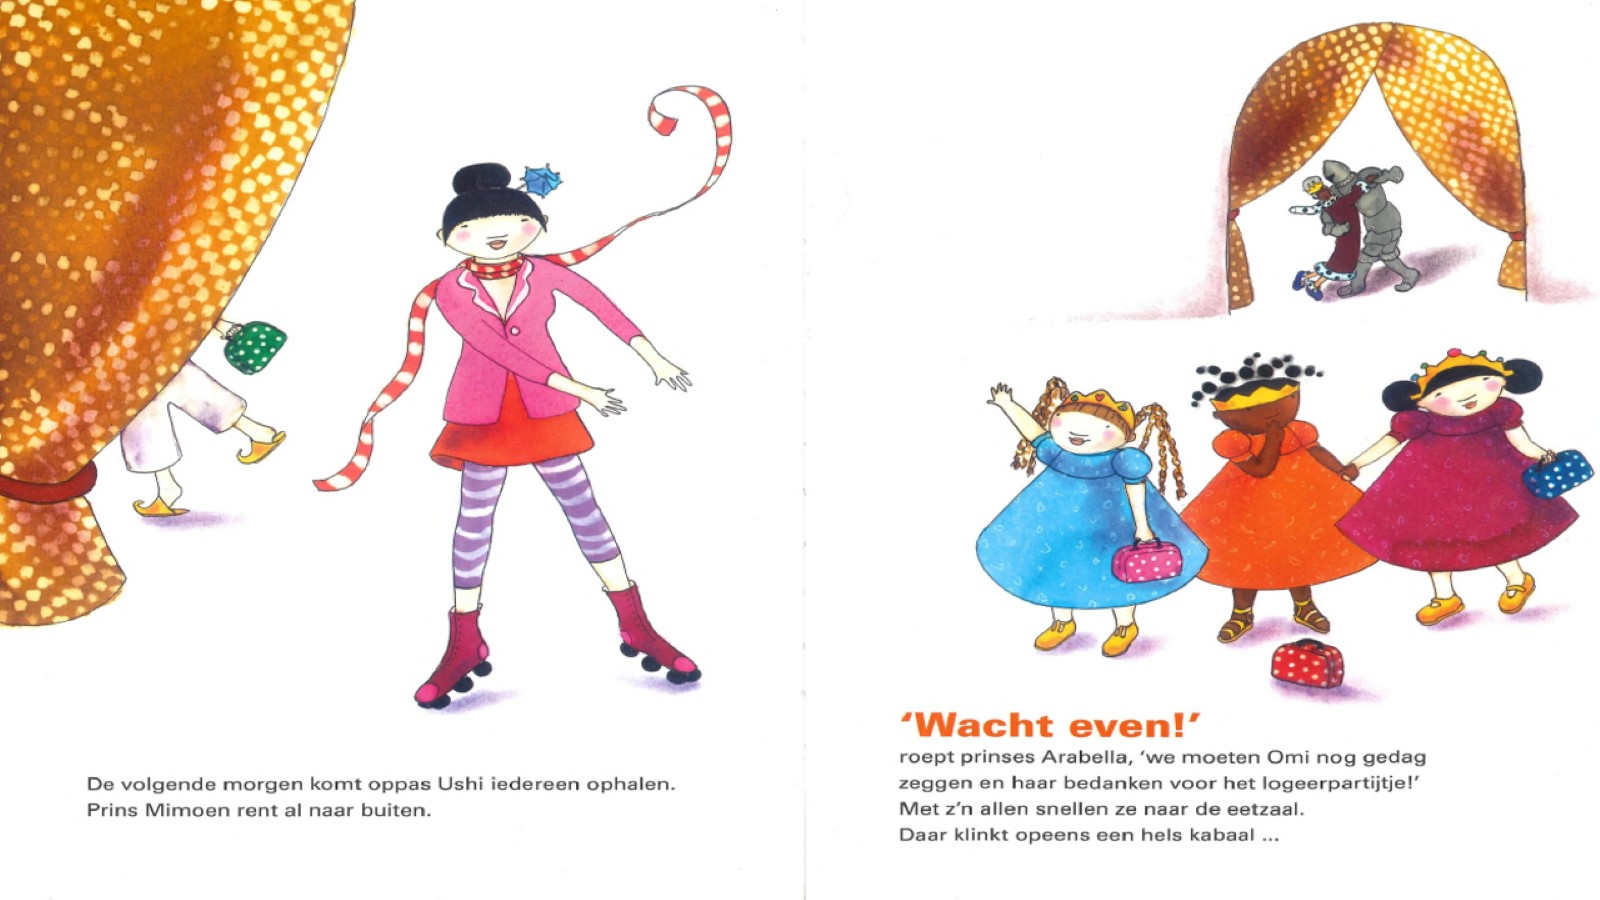 De volgende morgen komt oppas Ushi iedereen ophalen.
Prins Mimoen rent al naar buiten.
‘Wacht even!’
roept prinses Arabella, ‘we moeten Omi nog gedag
zeggen en haar bedanken voor het logeerpartijtje!’
Met z’n allen snellen ze naar de eetzaal.
Daar klinkt opeens een hels kabaal ...